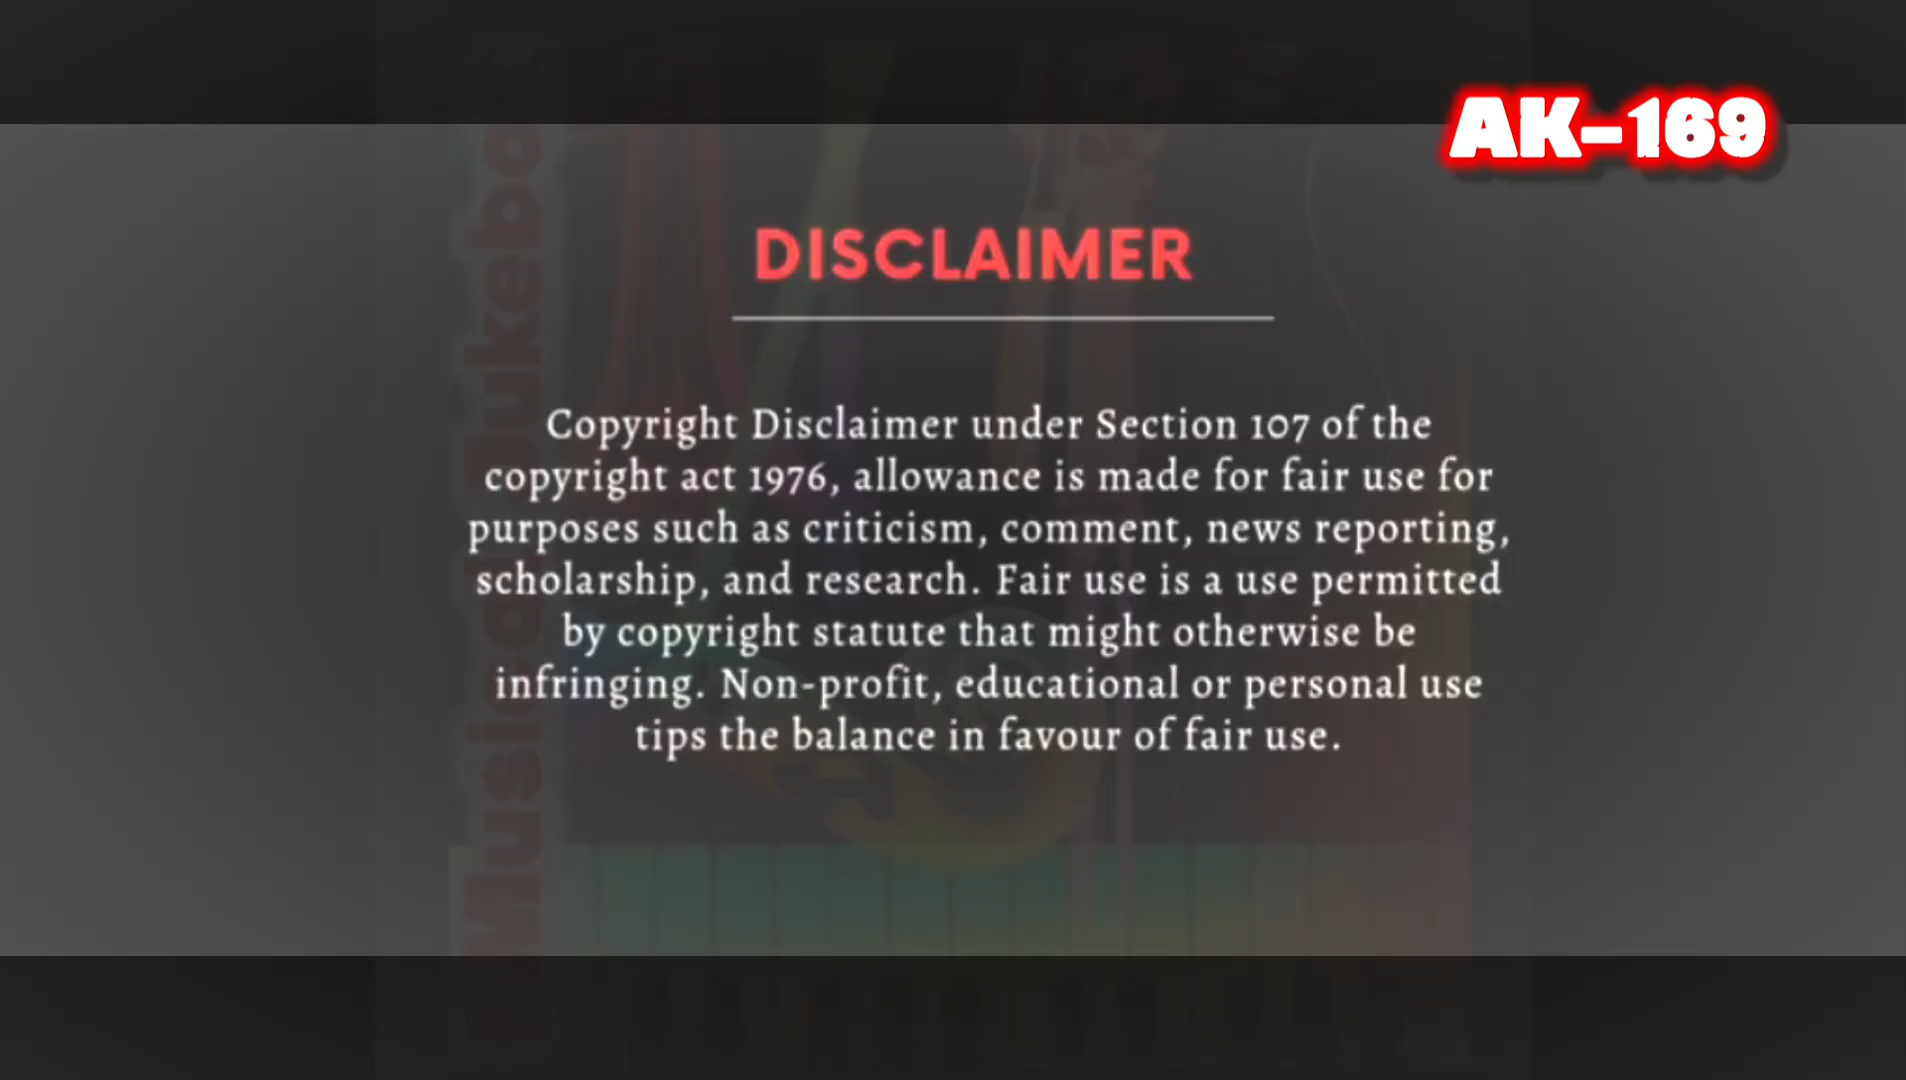 AK-169
DISCLAIMER
Copyright Disclaimer under Section 107 of the
copyright act 1976, allowance is made for fair use for
purposes such as criticism, comment, news reporting,
scholarship, and research. Fair use is a use permitted
by copyright statute that might otherwise be
infringing. Non-profit, educational or personal use
tips the balance in favour of fair use.
Musical Jukebox